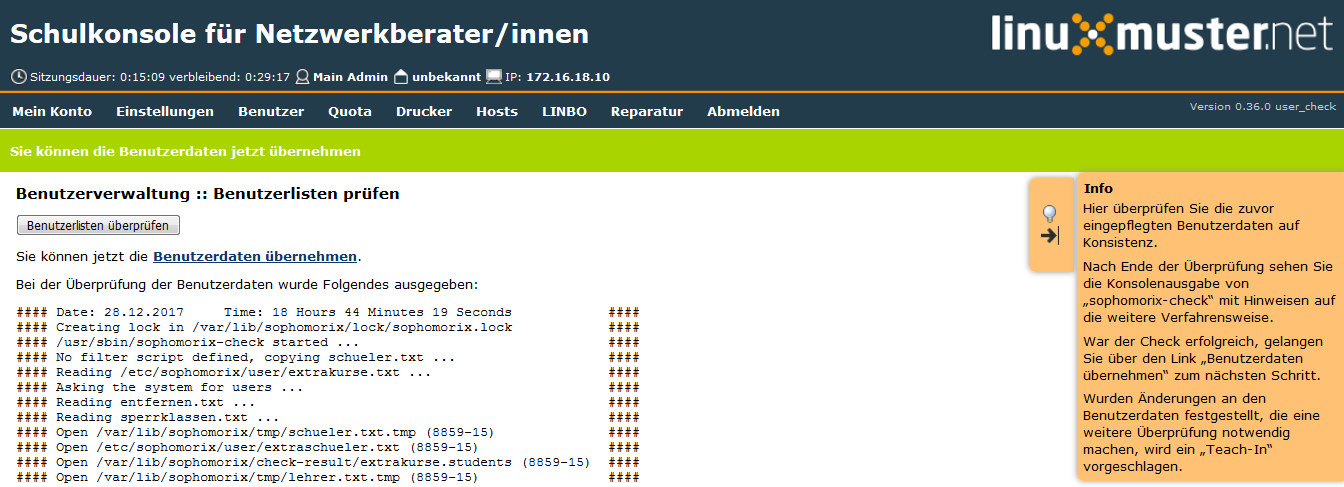 Schulkonsole für Netzwerkberater/innen
linuxmuster.net
Sitzungsdauer: 0:15:09 verbleibend: 0:29:17 Main Admin unbekannt IP: 172.16.18.10
Mein Konto Einstellungen Benutzer Quota Drucker Hosts LINBO Reparatur Abmelden
Version 0.36.0 user_check
Sie können die Benutzerdaten jetzt übernehmen
Benutzerverwaltung :: Benutzerlisten prüfen
Benutzerlisten überprüfen
Sie können jetzt die Benutzerdaten übernehmen.
Bei der Überprüfung der Benutzerdaten wurde Folgendes ausgegeben:
#### Date: 28.12.2017     Time: 18 Hours 44 Minutes 19 Seconds            ####
#### Creating lock in /var/lib/sophomorix/lock/sophomorix.lock            ####
#### /usr/sbin/sophomorix-check started ...                               ####
#### No filter script defined, copying schueler.txt ...                   ####
#### Reading /etc/sophomorix/user/extrakurse.txt ...                      ####
#### Asking the system for users ...                                      ####
#### Reading entfernen.txt ...                                            ####
#### Reading sperrklassen.txt ...                                         ####
#### Open /var/lib/sophomorix/tmp/schueler.txt.tmp (8859-15)              ####
#### Open /etc/sophomorix/user/extraschueler.txt (8859-15)                ####
#### Open /var/lib/sophomorix/check-result/extrakurse.students (8859-15)  ####
#### Open /var/lib/sophomorix/tmp/lehrer.txt.tmp (8859-15)                ####
Info
Hier überprüfen Sie die zuvor
eingepflegten Benutzerdaten auf
Konsistenz.
Nach Ende der Überprüfung sehen Sie
die Konsolenausgabe von
„sophomorix-check“ mit Hinweisen auf
die weitere Verfahrensweise.
War der Check erfolgreich, gelangen
Sie über den Link „Benutzerdaten
übernehmen“ zum nächsten Schritt.
Wurden Änderungen an den
Benutzerdaten festgestellt, die eine
weitere Überprüfung notwendig
machen, wird ein „Teach-In“
vorgeschlagen.